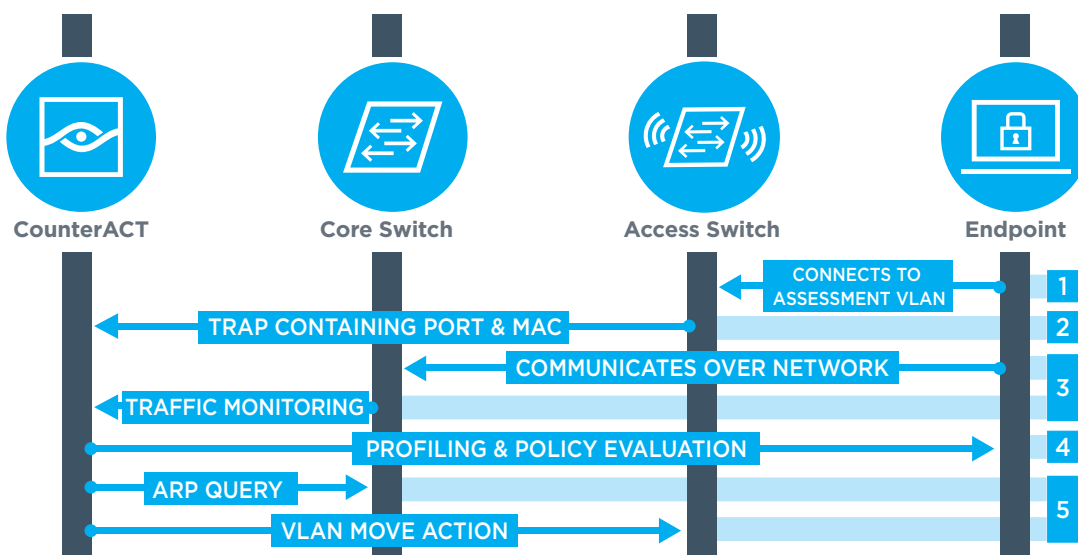 CounterACT
Core Switch
Access Switch
Endpoint
CONNECTS TO
ASSESSMENT VLAN
1
TRAP CONTAINING PORT & MAC
2
COMMUNICATES OVER NETWORK
3
TRAFFIC MONITORING
PROFILING & POLICY EVALUATION
4
ARP QUERY
5
VLAN MOVE ACTION